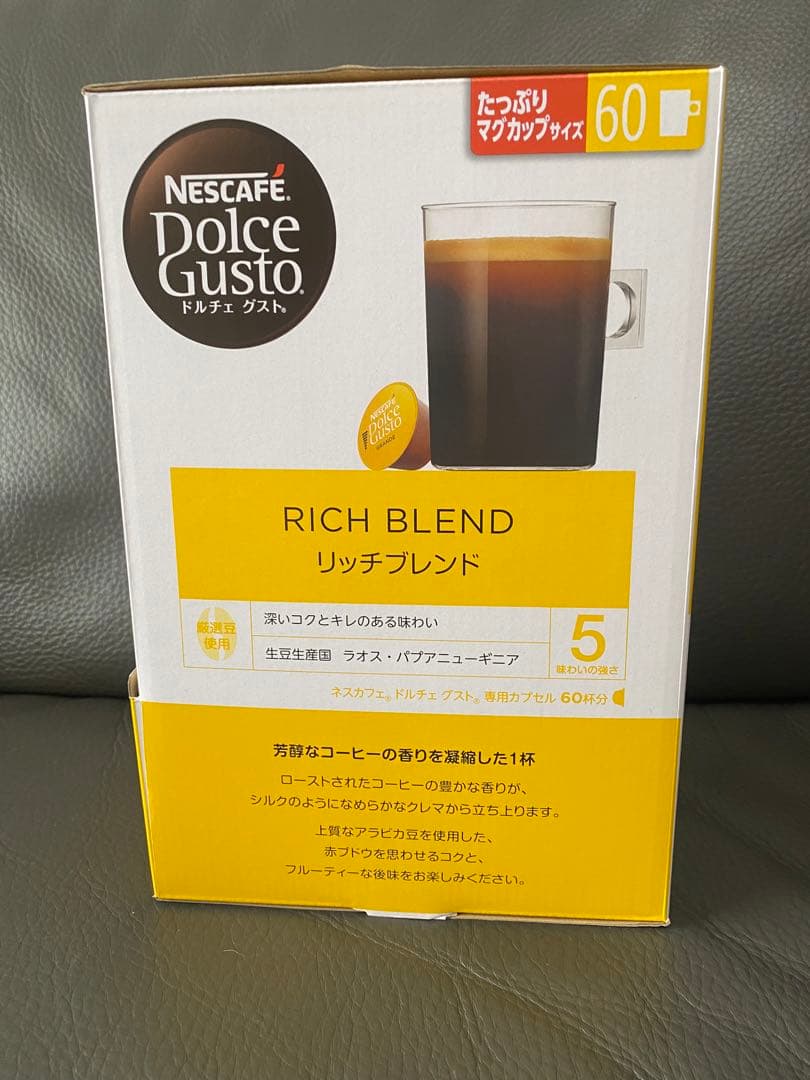 たっぷり
マグカップサイズ 60
NESCAFÉ®
Dolce
Gusto®
ドルチェ グスト®
NESCAFÉ
Dolce
Gusto
GRANDE
RICH BLEND
リッチブレンド
厳選豆
使用
深いコクとキレのある味わい
生豆生産国 ラオス・パプアニューギニア
5
味わいの強さ
ネスカフェ® ドルチェ グスト® 専用カプセル 60杯分
芳醇なコーヒーの香りを凝縮した1杯
ローストされたコーヒーの豊かな香りが、
シルクのようになめらかなクレマから立ち上ります。
上質なアラビカ豆を使用した、
赤ブドウを思わせるコクと、
フルーティーな後味をお楽しみください。